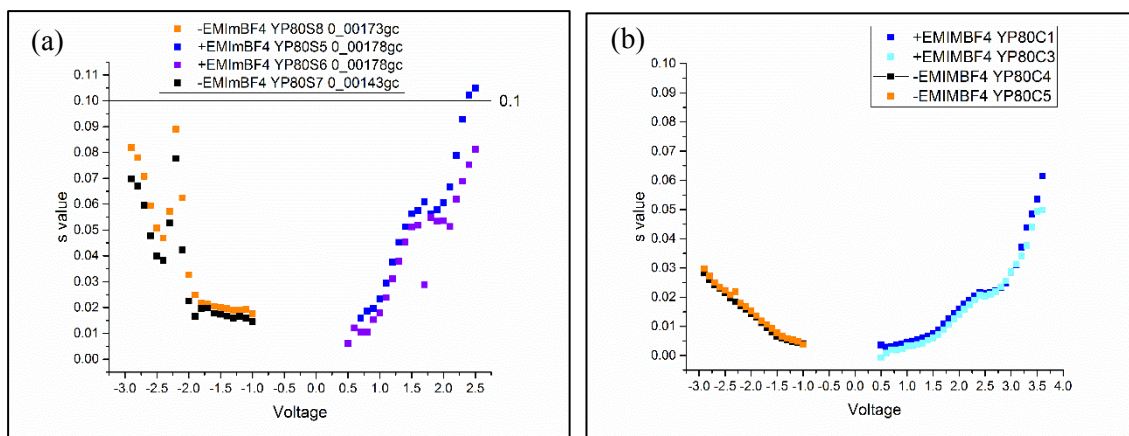 (a)
-EMImBF4 YP80S8 0_00173gc
+EMImBF4 YP80S5 0_00178gc
+EMImBF4 YP80S6 0_00178gc
-EMImBF4 YP80S7 0_00143gc
0.11
0.10
0.09
0.08
0.07
0.06
0.05
0.04
0.03
0.02
0.01
0.00
0.1
s value
-3.0 -2.5 -2.0 -1.5 -1.0 -0.5 0.0 0.5 1.0 1.5 2.0 2.5
Voltage
(b)
+EMIMBF4 YP80C1
+EMIMBF4 YP80C3
-EMIMBF4 YP80C4
-EMIMBF4 YP80C5
0.10
0.09
0.08
0.07
0.06
0.05
0.04
0.03
0.02
0.01
0.00
s value
-3.0 -2.5 -2.0 -1.5 -1.0 -0.5 0.0 0.5 1.0 1.5 2.0 2.5 3.0 3.5 4.0
Voltage